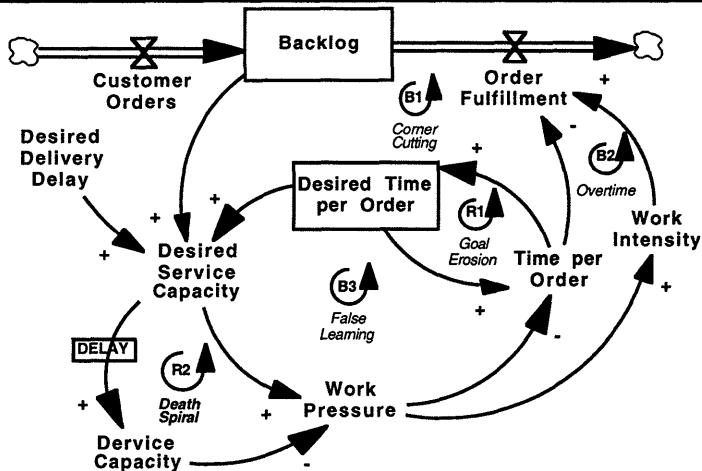 Backlog
Customer
Orders
Order
Fulfillment
+
B1
Corner
Cutting
-
B2
Overtime
Desired
Delivery
Delay
+
Desired Time
per Order
+
R1
Goal
Erosion
Work
Intensity
+
+
Desired
Service
Capacity
Time per
Order
+
B3
False
Learning
+
-
DELAY
R2
Death
Spiral
+
+
Work
Pressure
Dervice
Capacity
-